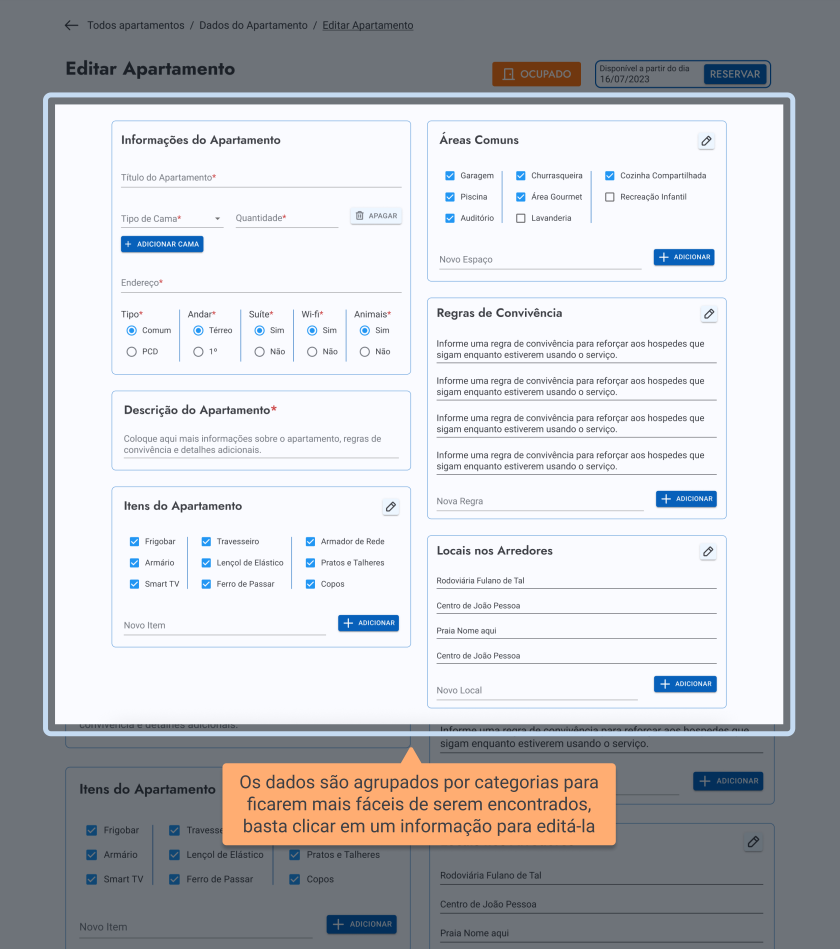 Todos apartamentos / Dados do Apartamento / Editar Apartamento
Editar Apartamento
OCUPADO
Disponível a partir do dia
16/07/2023
RESERVAR
Informações do Apartamento
Título do Apartamento*
Tipo de Cama*
Quantidade*
APAGAR
+ ADICIONAR CAMA
Endereço*
Tipo* Andar* Suíte* Wi-fi* Animais*
Comum Térreo Sim Sim Sim
PCD 1º Não Não Não
Descrição do Apartamento*
Coloque aqui mais informações sobre o apartamento, regras de
convivência e detalhes adicionais.
Itens do Apartamento
Frigobar Travesseiro Armador de Rede
Armário Lençol de Elástico Pratos e Talheres
Smart TV Ferro de Passar Copos
Novo Item
+ ADICIONAR
Áreas Comuns
Garagem Churrasqueira Cozinha Compartilhada
Piscina Área Gourmet Recreação Infantil
Auditório Lavanderia
Novo Espaço
+ ADICIONAR
Regras de Convivência
Informe uma regra de convivência para reforçar aos hospedes que
sigam enquanto estiverem usando o serviço.
Informe uma regra de convivência para reforçar aos hospedes que
sigam enquanto estiverem usando o serviço.
Informe uma regra de convivência para reforçar aos hospedes que
sigam enquanto estiverem usando o serviço.
Informe uma regra de convivência para reforçar aos hospedes que
sigam enquanto estiverem usando o serviço.
Nova Regra
+ ADICIONAR
Locais nos Arredores
Rodoviária Fulano de Tal
Centro de João Pessoa
Praia Nome aqui
Centro de João Pessoa
Novo Local
+ ADICIONAR
convivência e detalhes adicionais.
Informe uma regra de convivência para reforçar aos hospedes que
sigam enquanto estiverem usando o serviço.
+ ADICIONAR
Os dados são agrupados por categorias para
ficarem mais fáceis de serem encontrados,
basta clicar em um informação para editá-la
Itens do Apartamento
Frigobar Travesse
Armário Lençol de Elástico Pratos e Talheres
Smart TV Ferro de Passar Copos
Novo Item
+ ADICIONAR
Rodoviária Fulano de Tal
Centro de João Pessoa
Praia Nome aqui